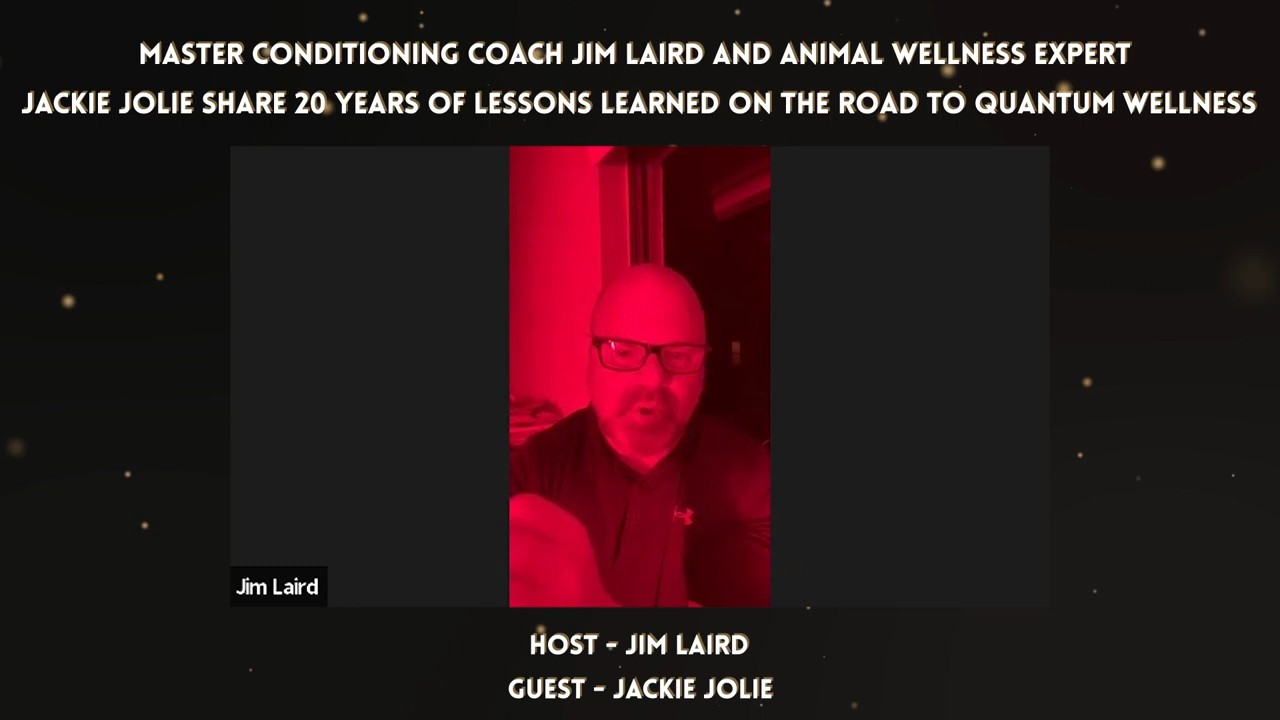 MASTER CONDITIONING COACH JIM LAIRD AND ANIMAL WELLNESS EXPERT
JACKIE JOLIE SHARE 20 YEARS OF LESSONS LEARNED ON THE ROAD TO QUANTUM WELLNESS
Jim Laird
HOST - JIM LAIRD
GUEST - JACKIE JOLIE